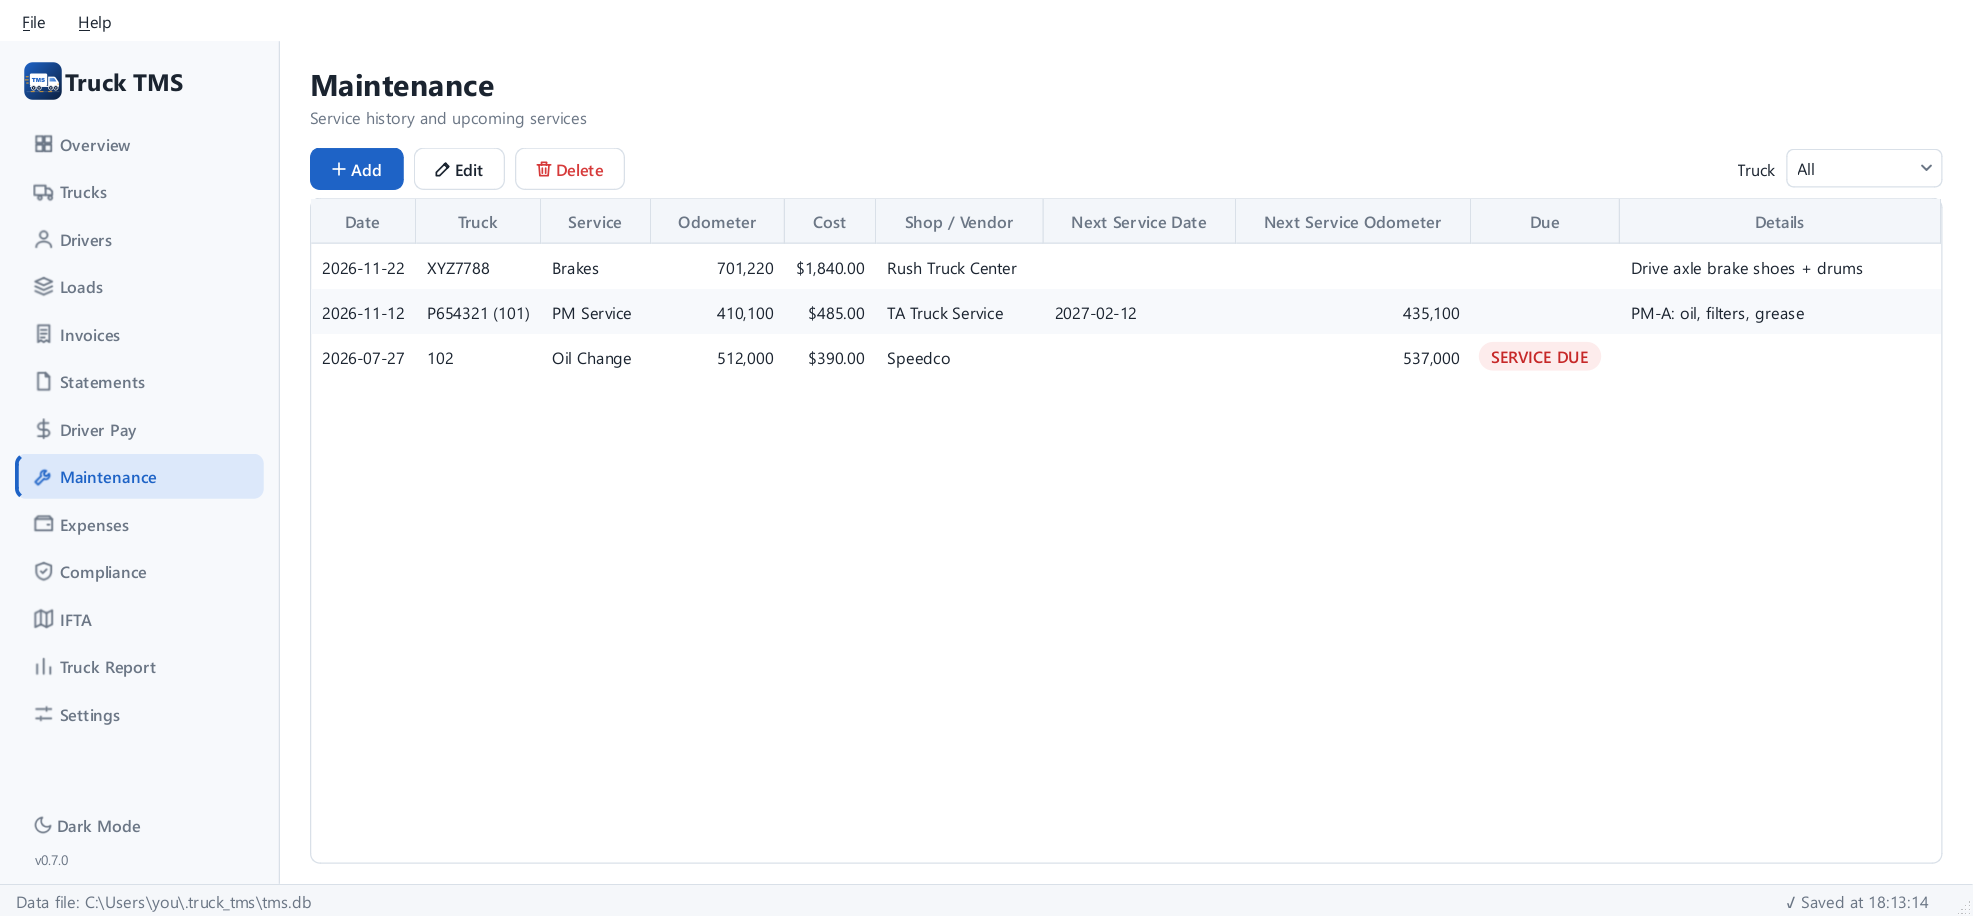 File Help
TMS
Truck TMS
Overview
Trucks
Drivers
Loads
Invoices
Statements
Driver Pay
Maintenance
Expenses
Compliance
IFTA
Truck Report
Settings
Dark Mode
v0.7.0
Maintenance
Service history and upcoming services
Add Edit Delete Truck All
Date Truck Service Odometer Cost Shop / Vendor Next Service Date Next Service Odometer Due Details
2026-11-22 XYZ7788 Brakes 701,220 $1,840.00 Rush Truck Center Drive axle brake shoes + drums
2026-11-12 P654321 (101) PM Service 410,100 $485.00 TA Truck Service 2027-02-12 435,100 PM-A: oil, filters, grease
2026-07-27 102 Oil Change 512,000 $390.00 Speedco 537,000 SERVICE DUE
Data file: C:\Users\you\.truck_tms\tms.db ✓ Saved at 18:13:14